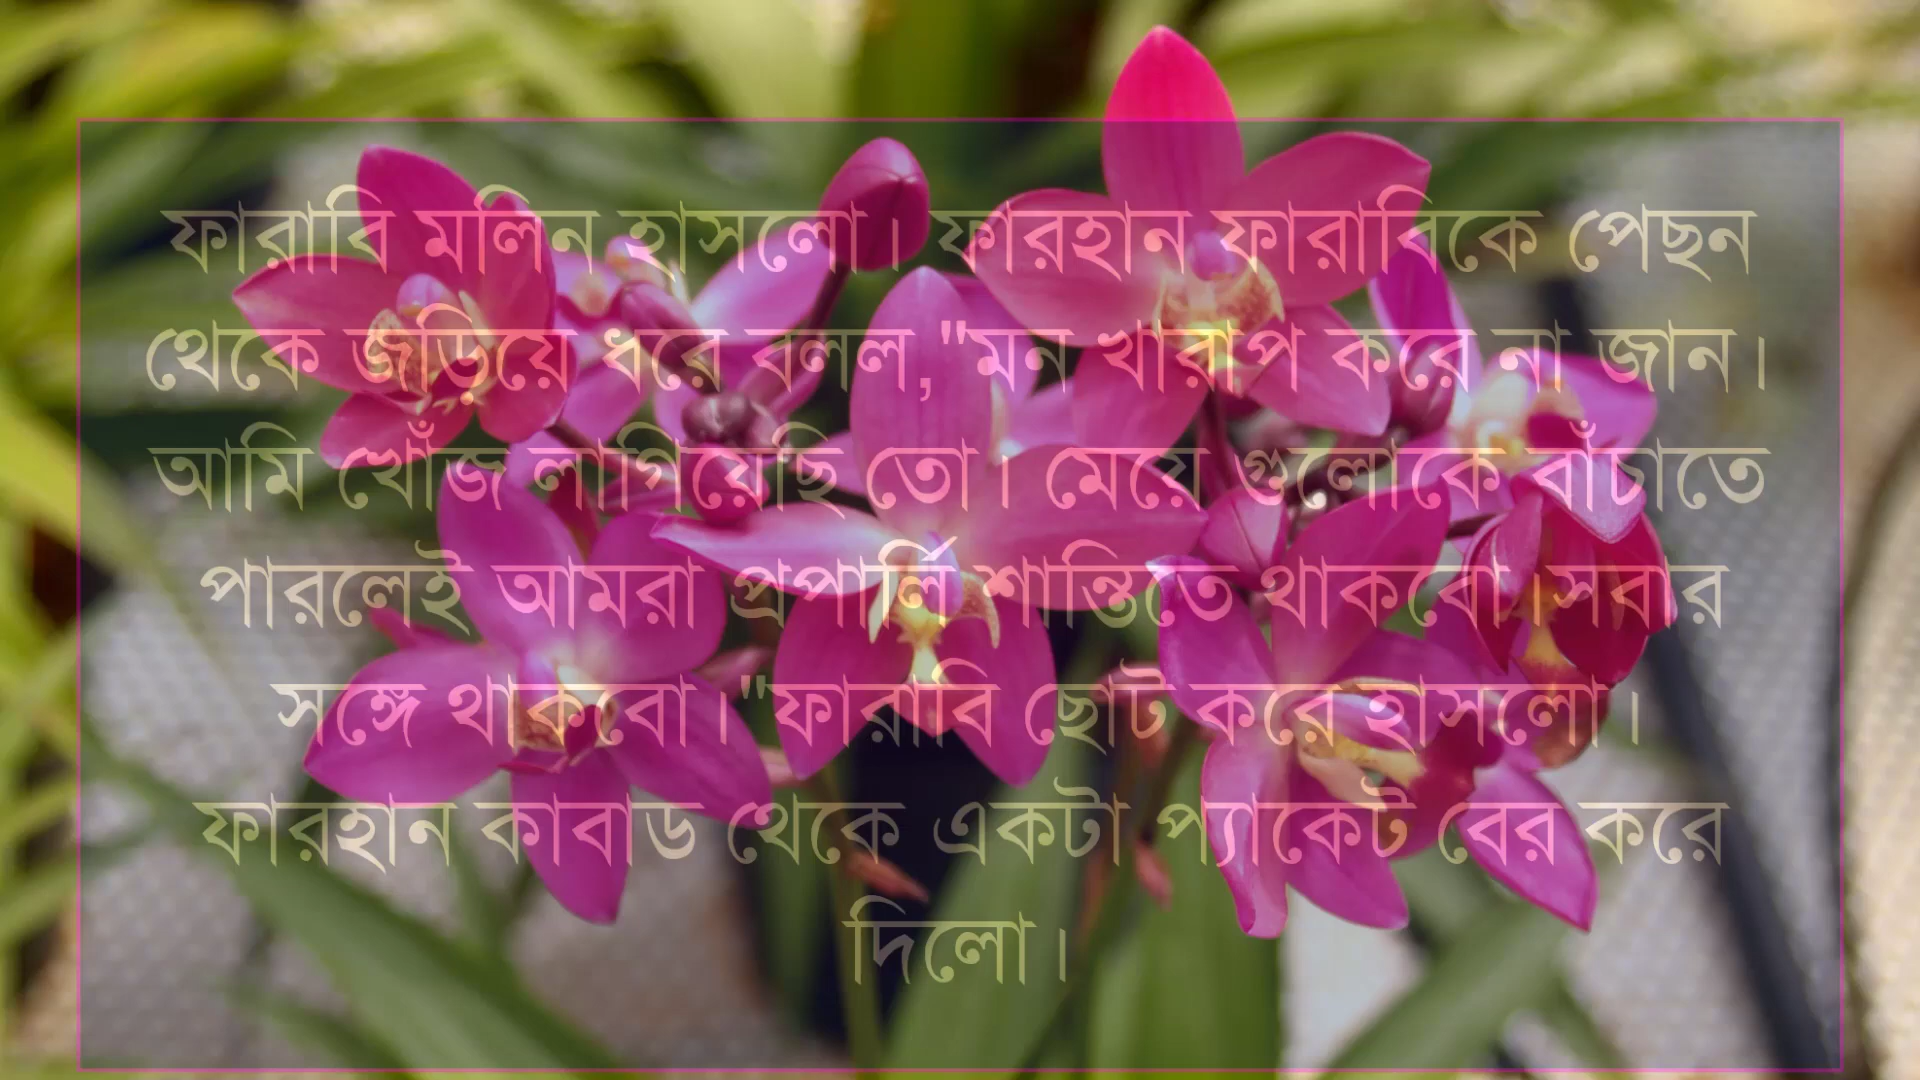 ফারাবি মলিন হাসলো। ফারহান ফারাবিকে পেছন
থেকে জড়িয়ে ধরে বলল,"মন খারাপ করে না জান।
আমি খোঁজ লাগিয়েছি তো। মেয়ে গুলোকে বাঁচাতে
পারলেই আমরা প্রপার্লি শান্তিতে থাকবো।সবার
সঙ্গে থাকবো।"ফারাবি ছোট করে হাসলো।
ফারহান কাবাড থেকে একটা প্যাকেট বের করে
দিলো।